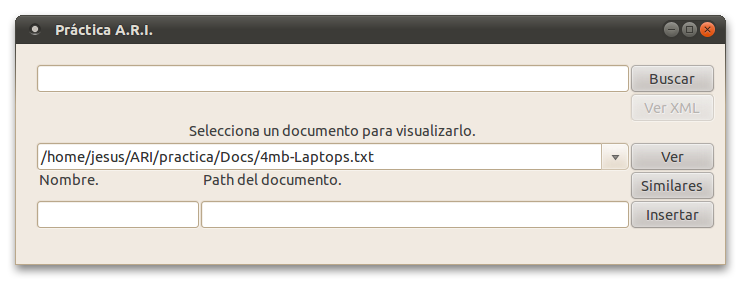 Práctica A.R.I.
Buscar
Ver XML
Selecciona un documento para visualizarlo.
/home/jesus/ARI/practica/Docs/4mb-Laptops.txt
Ver
Nombre. Path del documento.
Similares
Insertar